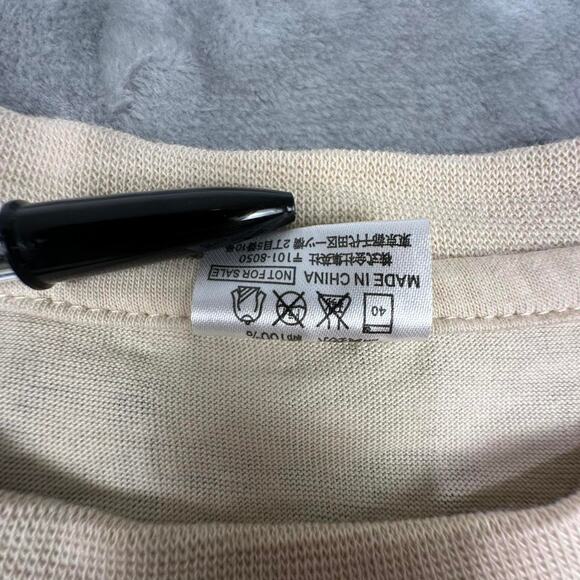 綿100%
40
MADE IN CHINA
NOT FOR SALE
株式会社集英社 〒101-8050
東京都千代田区一ツ橋2丁目5番10号